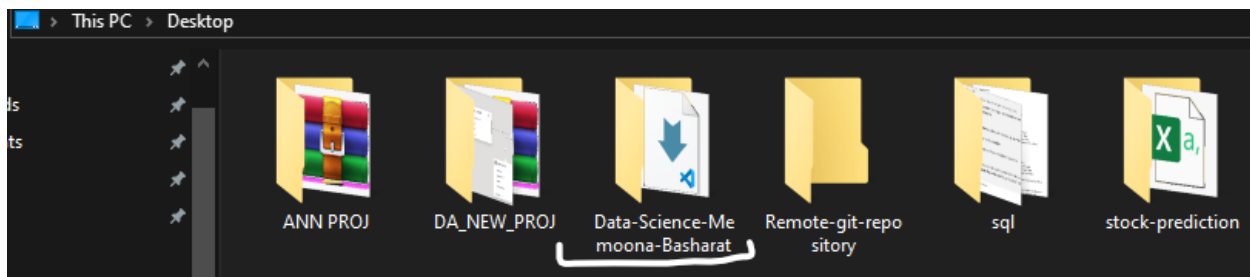 This PC > Desktop
ds
ts
ANN PROJ
DA_NEW_PROJ
Data-Science-Me
moona-Basharat
Remote-git-repo
sitory
sql
stock-prediction
X a,